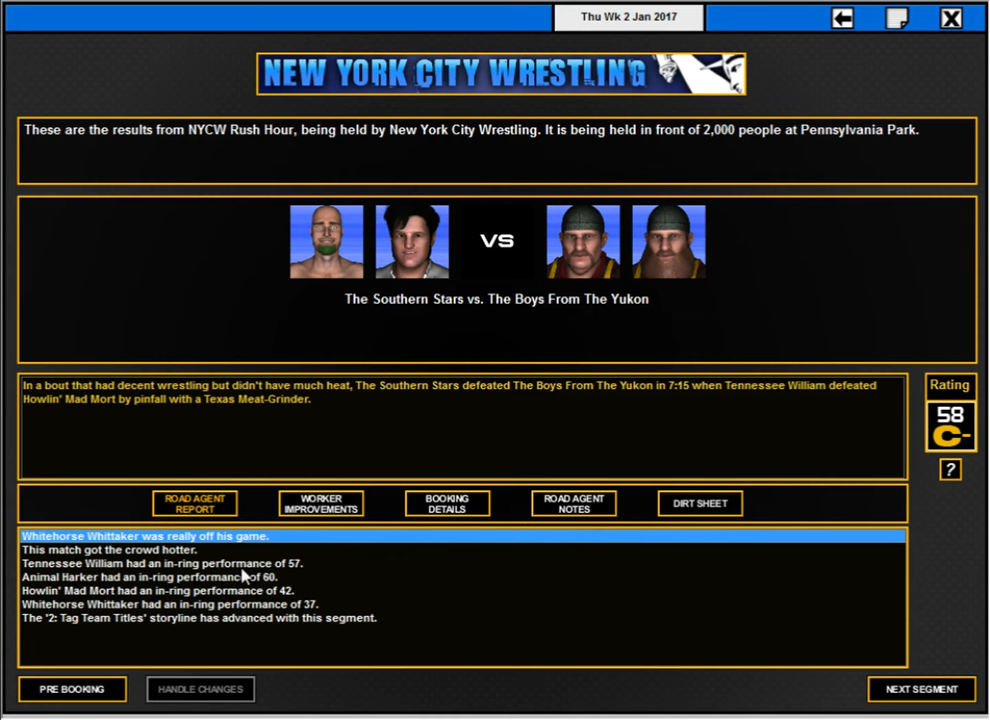 Thu Wk 2 Jan 2017
NEW YORK CITY WRESTLING
These are the results from NYCW Rush Hour, being held by New York City Wrestling. It is being held in front of 2,000 people at Pennsylvania Park.
VS
The Southern Stars vs. The Boys From The Yukon
In a bout that had decent wrestling but didn't have much heat, The Southern Stars defeated The Boys From The Yukon in 7:15 when Tennessee William defeated
Howlin' Mad Mort by pinfall with a Texas Meat-Grinder.
Rating
58
C-
?
ROAD AGENT
REPORT
WORKER
IMPROVEMENTS
BOOKING
DETAILS
ROAD AGENT
NOTES
DIRT SHEET
Whitehorse Whittaker was really off his game.
This match got the crowd hotter.
Tennessee William had an in-ring performance of 57.
Animal Harker had an in-ring performance of 60.
Howlin' Mad Mort had an in-ring performance of 42.
Whitehorse Whittaker had an in-ring performance of 37.
The '2: Tag Team Titles' storyline has advanced with this segment.
PRE BOOKING
HANDLE CHANGES
NEXT SEGMENT